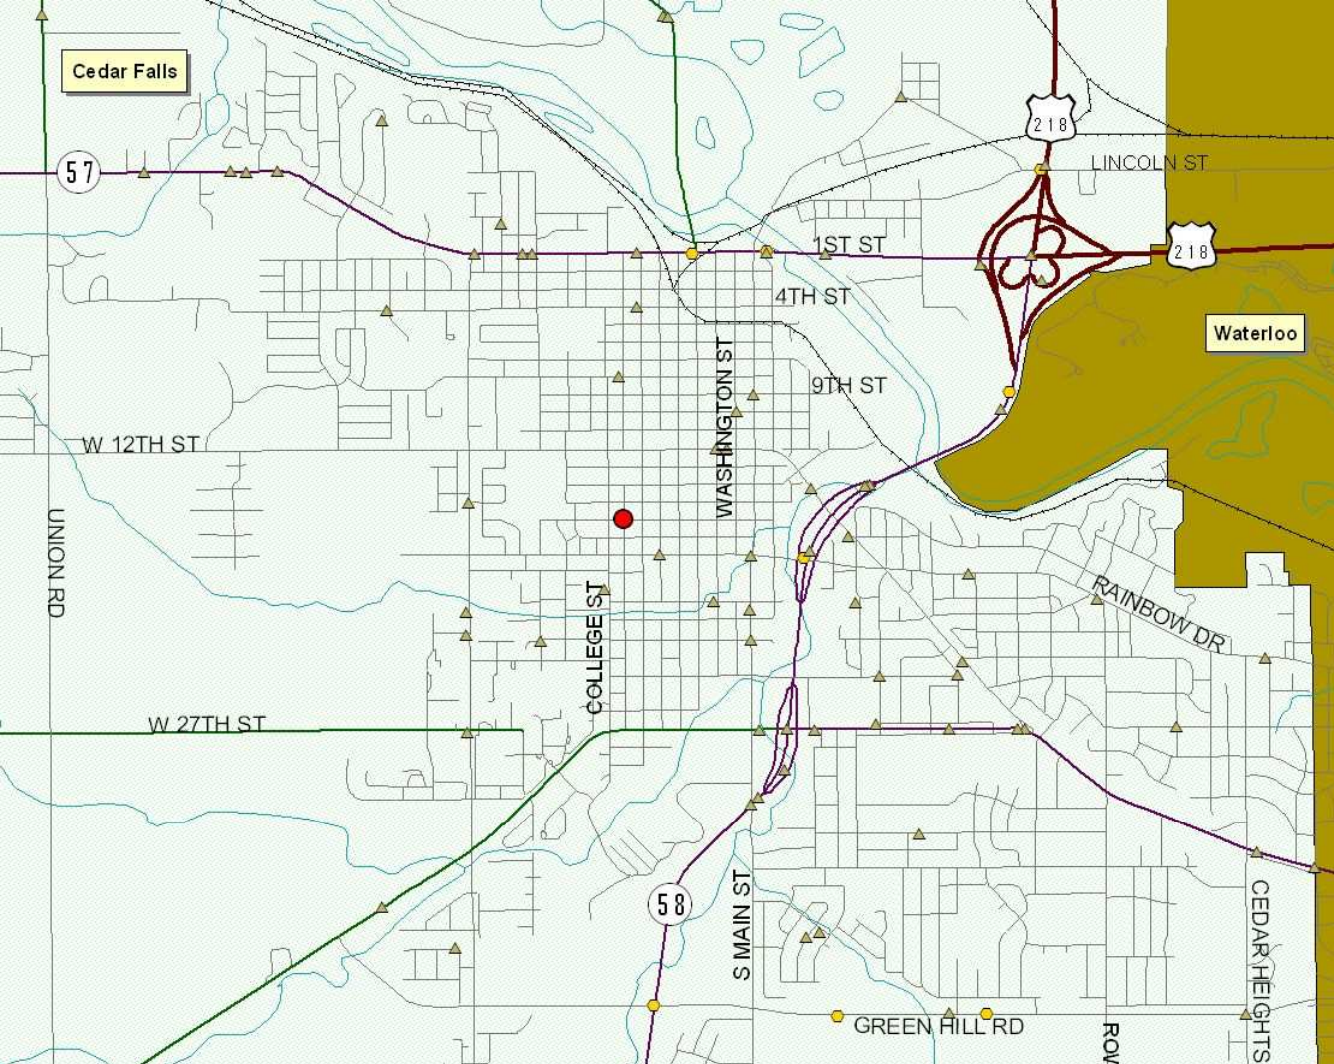 Cedar Falls
218
57
LINCOLN ST
1ST ST
218
4TH ST
Waterloo
WASHINGTON ST
9TH ST
W 12TH ST
UNION RD
COLLEGE ST
RAINBOW DR
W 27TH ST
58
S MAIN ST
CEDAR HEIGHTS
GREEN HILL RD